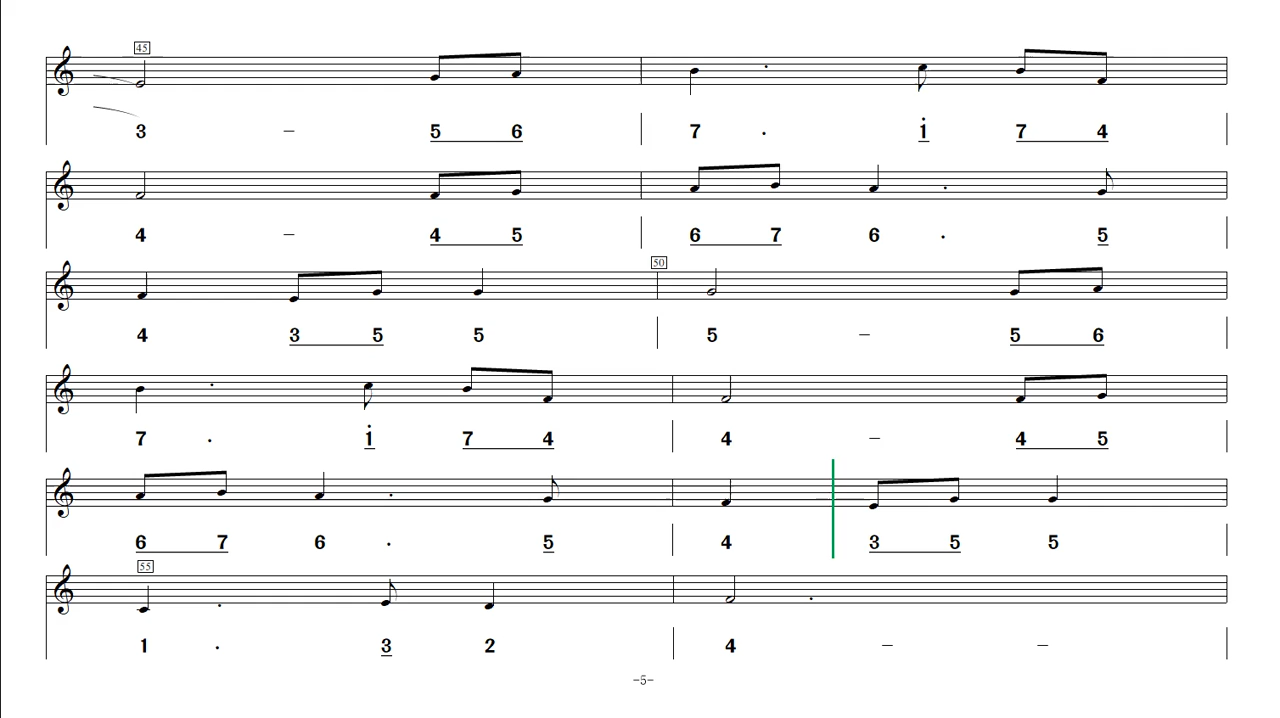 45
3 – 5 6 7 · 1̇ 7 4
4 – 4 5 6 7 6 · 5
50
4 3 5 5 5 – 5 6
7 · 1̇ 7 4 4 – 4 5
6 7 6 · 5 4 3 5 5
55
1 · 3 2 4 – –
-5-